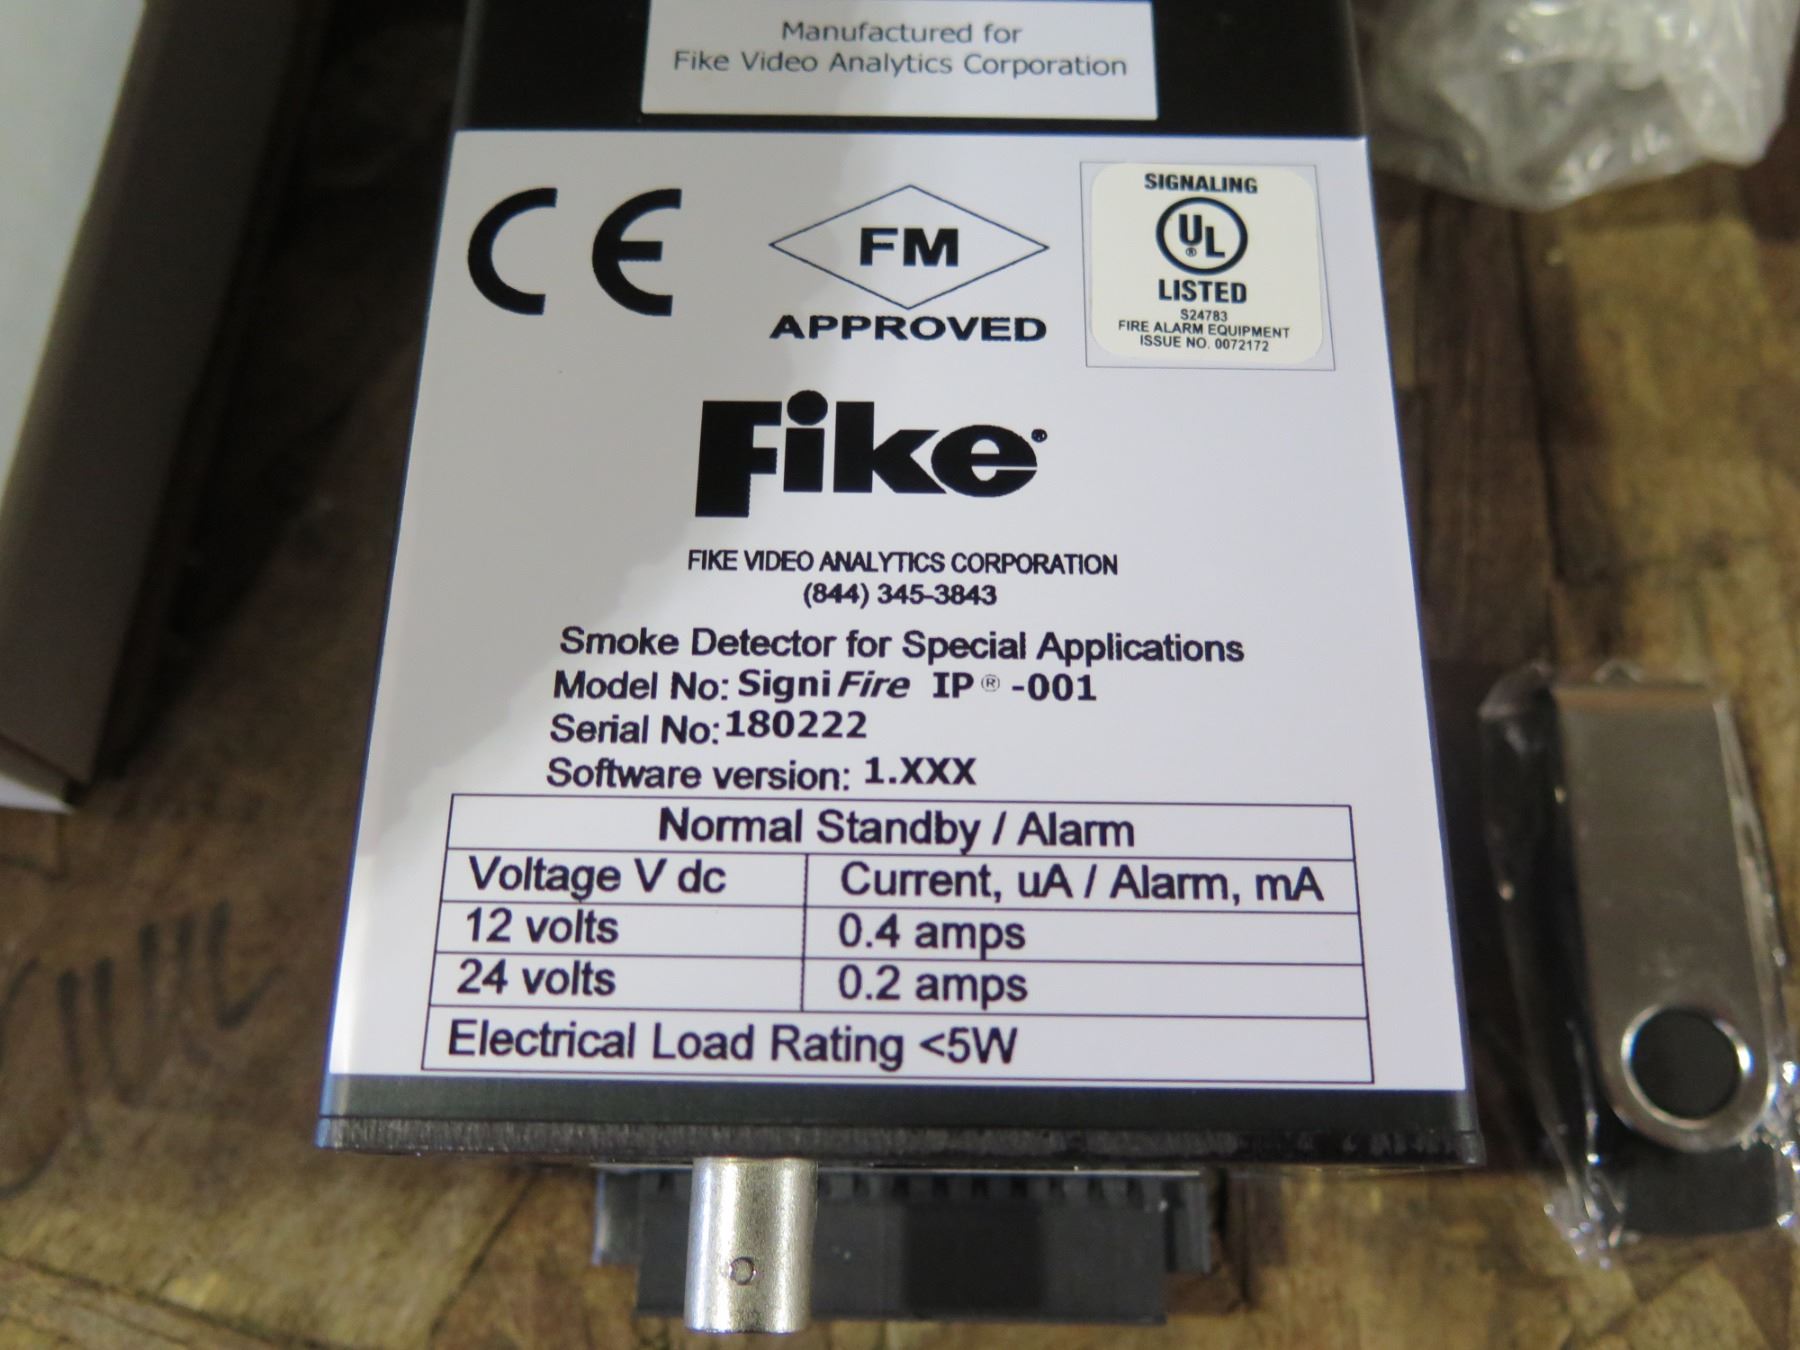 Manufactured for
Fike Video Analytics Corporation
CE
FM
APPROVED
SIGNALING
UL
®
LISTED
S24783
FIRE ALARM EQUIPMENT
ISSUE NO. 0072172
Fike®
FIKE VIDEO ANALYTICS CORPORATION
(844) 345-3843
Smoke Detector for Special Applications
Model No: SigniFire IP® -001
Serial No: 180222
Software version: 1.XXX
Normal Standby / Alarm
Voltage V dc Current, uA / Alarm, mA
12 volts 0.4 amps
24 volts 0.2 amps
Electrical Load Rating <5W